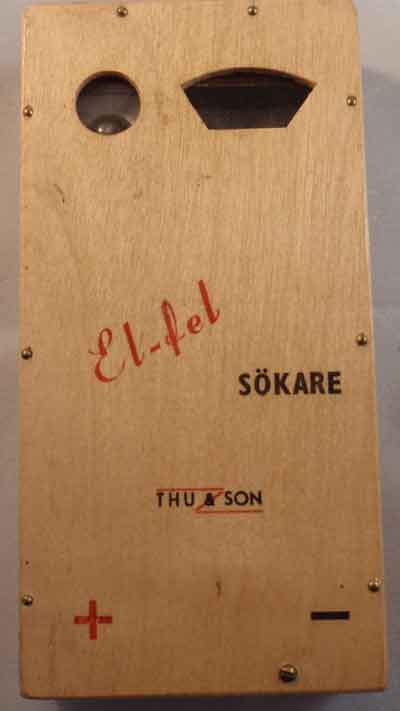 El-fel
SÖKARE
THU & SON
+ −